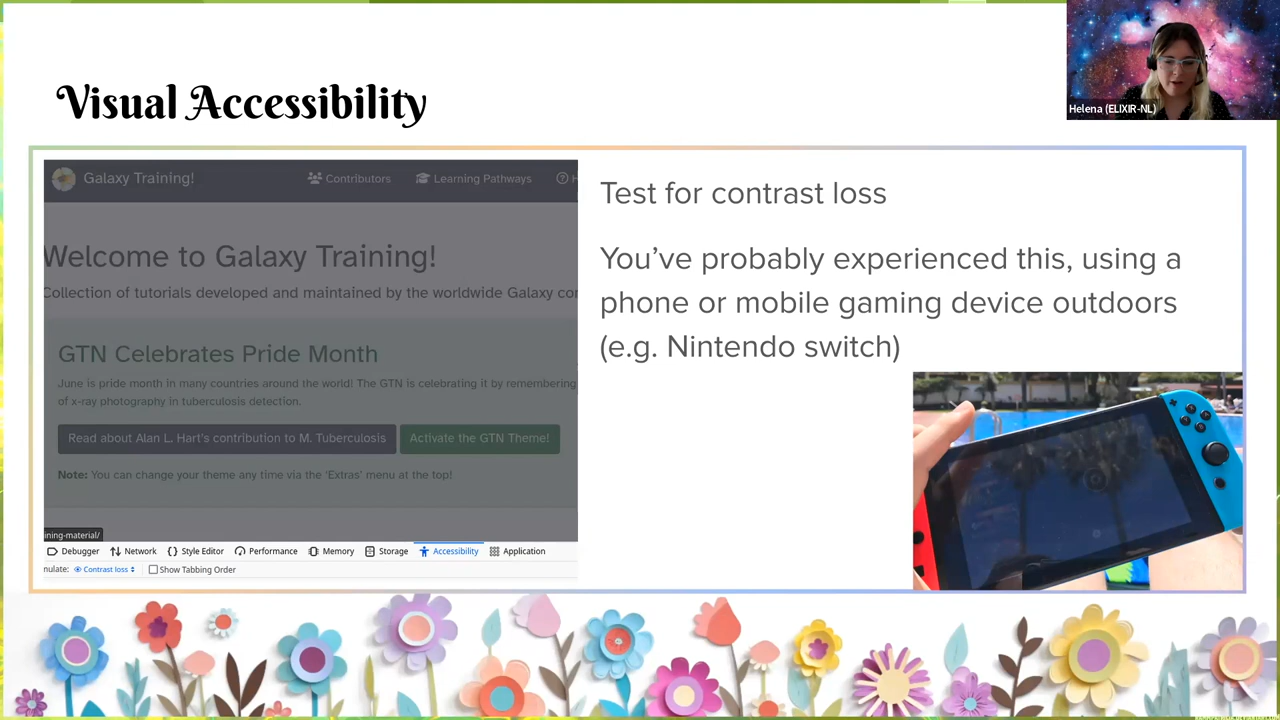 Helena (ELIXIR-NL)
Visual Accessibility
Galaxy Training!
Contributors
Learning Pathways
Welcome to Galaxy Training!
Collection of tutorials developed and maintained by the worldwide Galaxy
GTN Celebrates Pride Month
June is pride month in many countries around the world! The GTN is celebrating it by remembering
of x-ray photography in tuberculosis detection.
Read about Alan L. Hart's contribution to M. Tuberculosis
Activate the GTN Theme!
Note: You can change your theme any time via the 'Extras' menu at the top!
ining-material/
Debugger
Network
{} Style Editor
Performance
Memory
Storage
Accessibility
Application
nulate:
Contrast loss
Show Tabbing Order
Test for contrast loss
You've probably experienced this, using a
phone or mobile gaming device outdoors
(e.g. Nintendo switch)